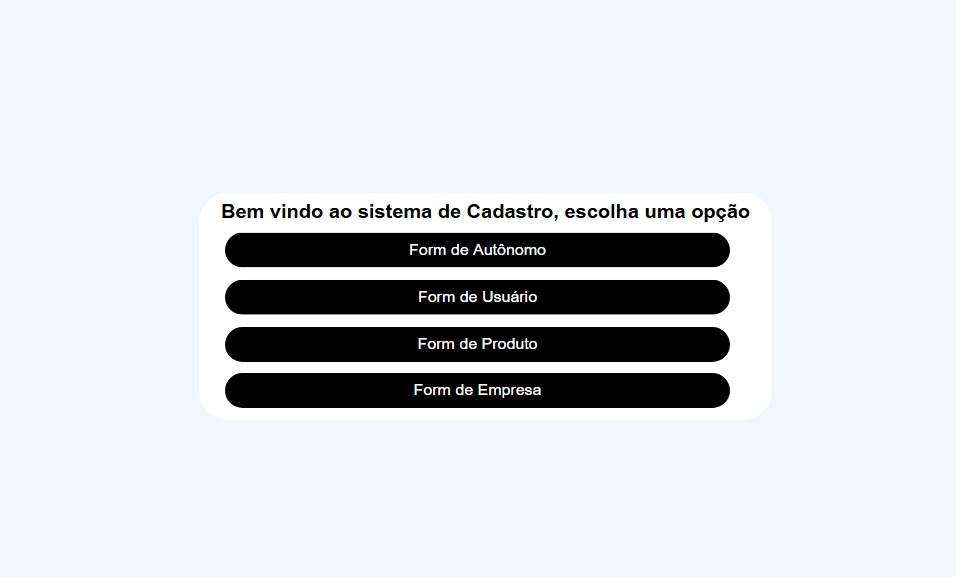 Bem vindo ao sistema de Cadastro, escolha uma opção
Form de Autônomo
Form de Usuário
Form de Produto
Form de Empresa